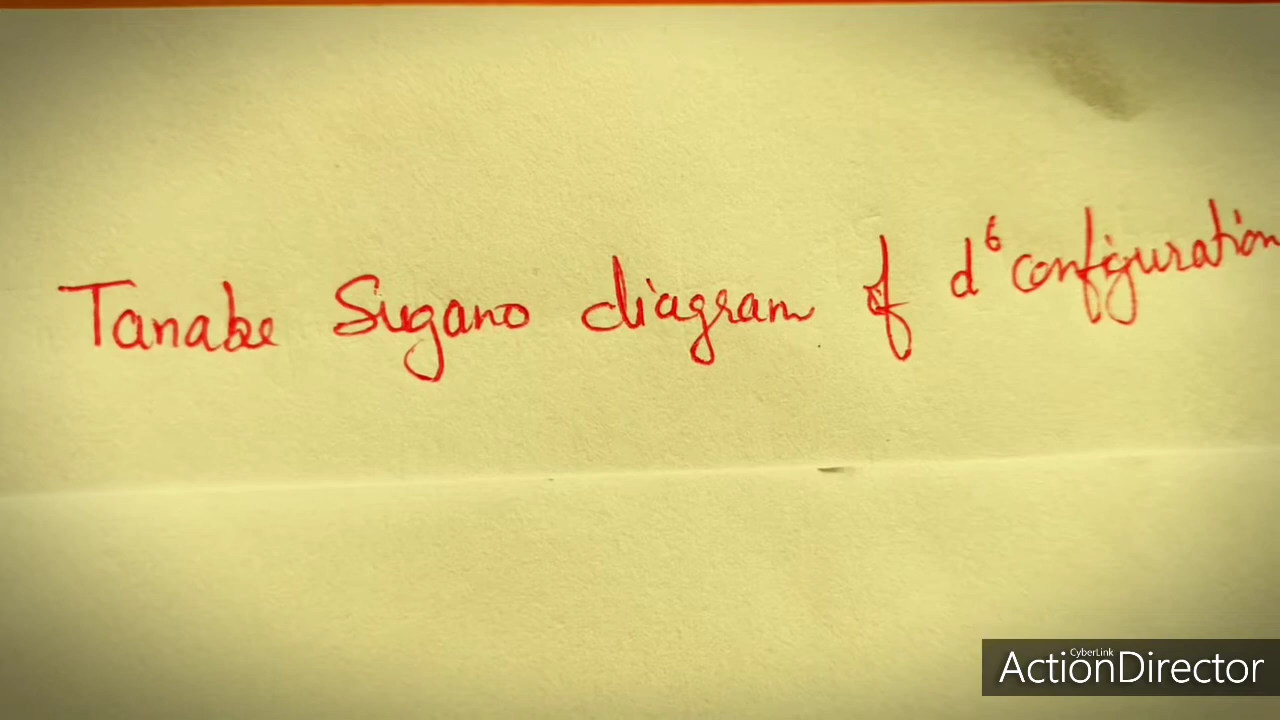 Tanabe Sugano diagram of d⁶ configuration
CyberLink
ActionDirector